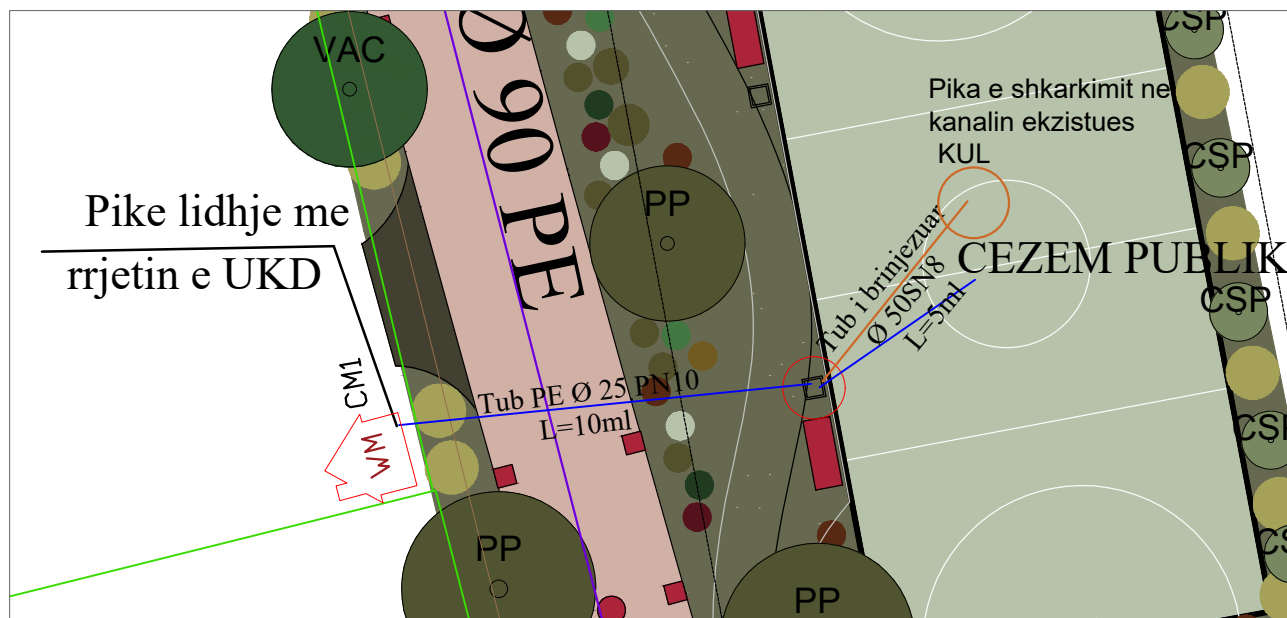 VAC
Ø 90 PE
CSP
Pika e shkarkimit ne
kanalin ekzistues
KUL
CSP
PP
Pike lidhje me
rrjetin e UKD
Tub i brinjezuar
Ø 50SN8
L=5ml
CEZEM PUBLIK
CSP
CM1
WM
Tub PE Ø 25,PN10
L=10ml
CSP
PP
PP
CS